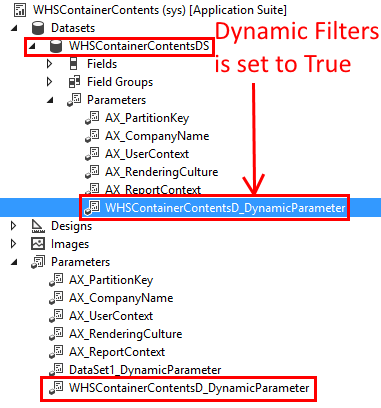 WHSContainerContents (sys) [Application Suite]
Datasets
WHSContainerContentsDS
Dynamic Filters
is set to True
Fields
Field Groups
Parameters
AX_PartitionKey
AX_CompanyName
AX_UserContext
AX_RenderingCulture
AX_ReportContext
WHSContainerContentsD_DynamicParameter
Designs
Images
Parameters
AX_PartitionKey
AX_CompanyName
AX_UserContext
AX_RenderingCulture
AX_ReportContext
DataSet1_DynamicParameter
WHSContainerContentsD_DynamicParameter